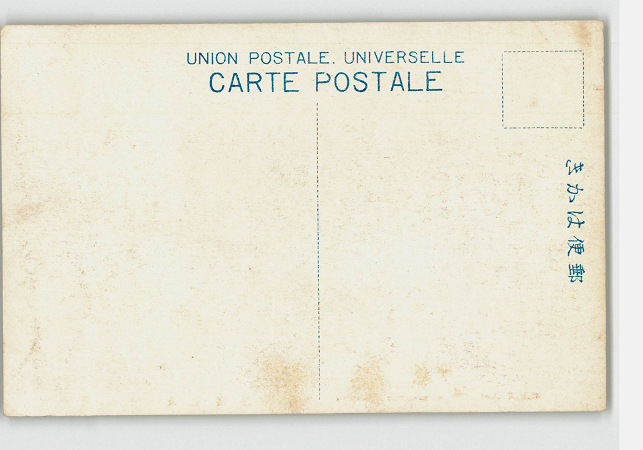 UNION POSTALE. UNIVERSELLE
CARTE POSTALE
きかは便郵